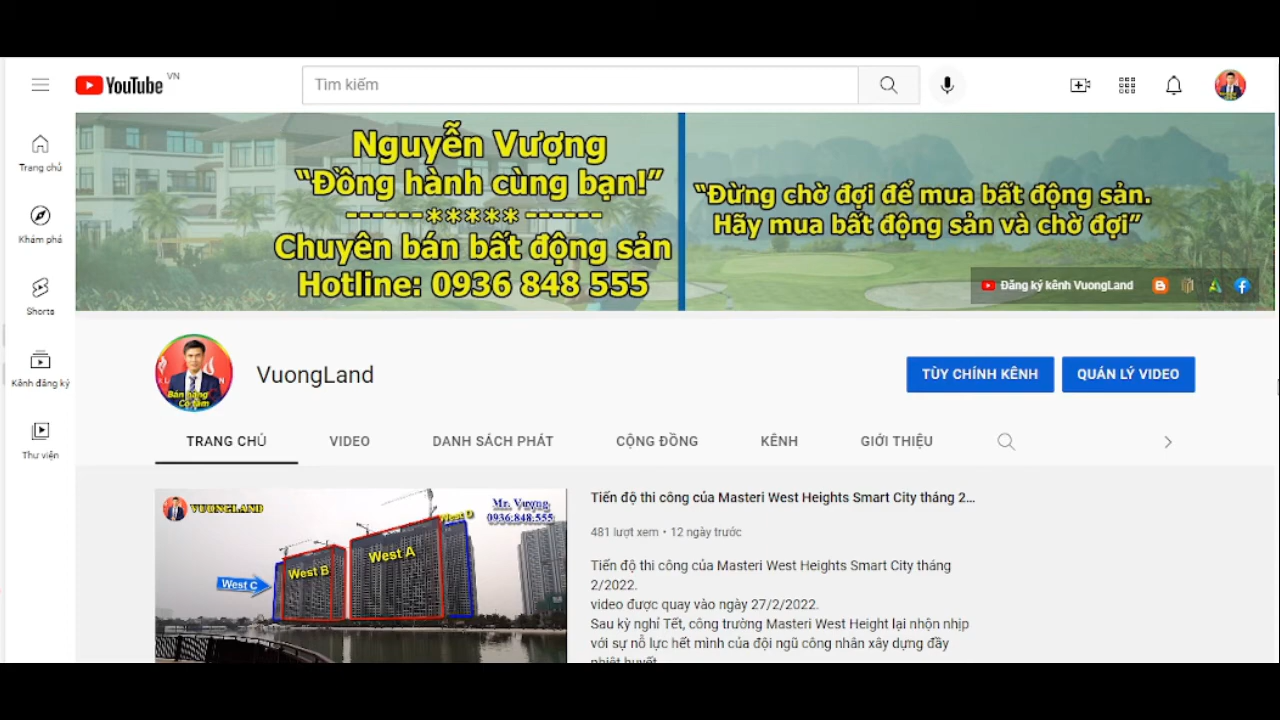 YouTube VN
Tìm kiếm
Trang chủ
Khám phá
Shorts
Kênh đăng ký
Thư viện
Nguyễn Vượng
“Đồng hành cùng bạn!”
------*****------
Chuyên bán bất động sản
Hotline: 0936 848 555
“Đừng chờ đợi để mua bất động sản.
Hãy mua bất động sản và chờ đợi”
Đăng ký kênh VuongLand
Bán hàng
Có tâm
VuongLand
TÙY CHỈNH KÊNH
QUẢN LÝ VIDEO
TRANG CHỦ
VIDEO
DANH SÁCH PHÁT
CỘNG ĐỒNG
KÊNH
GIỚI THIỆU
VUONGLAND
Mr. Vượng
0936.848.555
West D
West A
West B
West C
Tiến độ thi công của Masteri West Heights Smart City tháng 2...
481 lượt xem • 12 ngày trước
Tiến độ thi công của Masteri West Heights Smart City tháng
2/2022.
video được quay vào ngày 27/2/2022.
Sau kỳ nghỉ Tết, công trường Masteri West Height lại nhộn nhịp
với sự nỗ lực hết mình của đội ngũ công nhân xây dựng đầy
nhiệt huyết